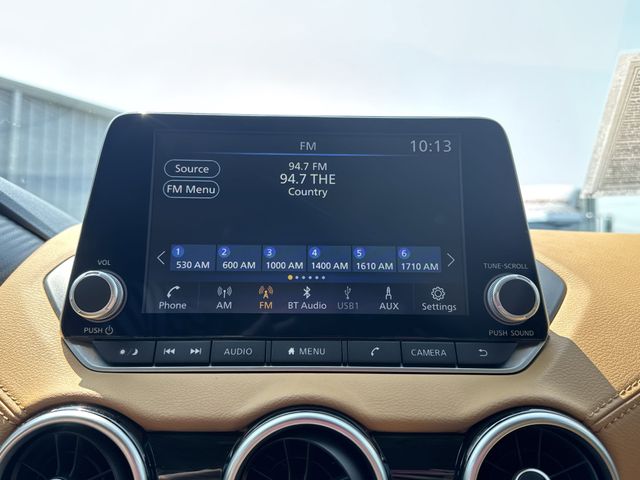 FM 10:13
Source
94.7 FM
94.7 THE
FM Menu
Country
1 2 3 4 5 6
530 AM 600 AM 1000 AM 1400 AM 1610 AM 1710 AM
VOL
TUNE·SCROLL
Phone AM FM BT Audio USB1 AUX Settings
PUSH
PUSH SOUND
AUDIO MENU CAMERA